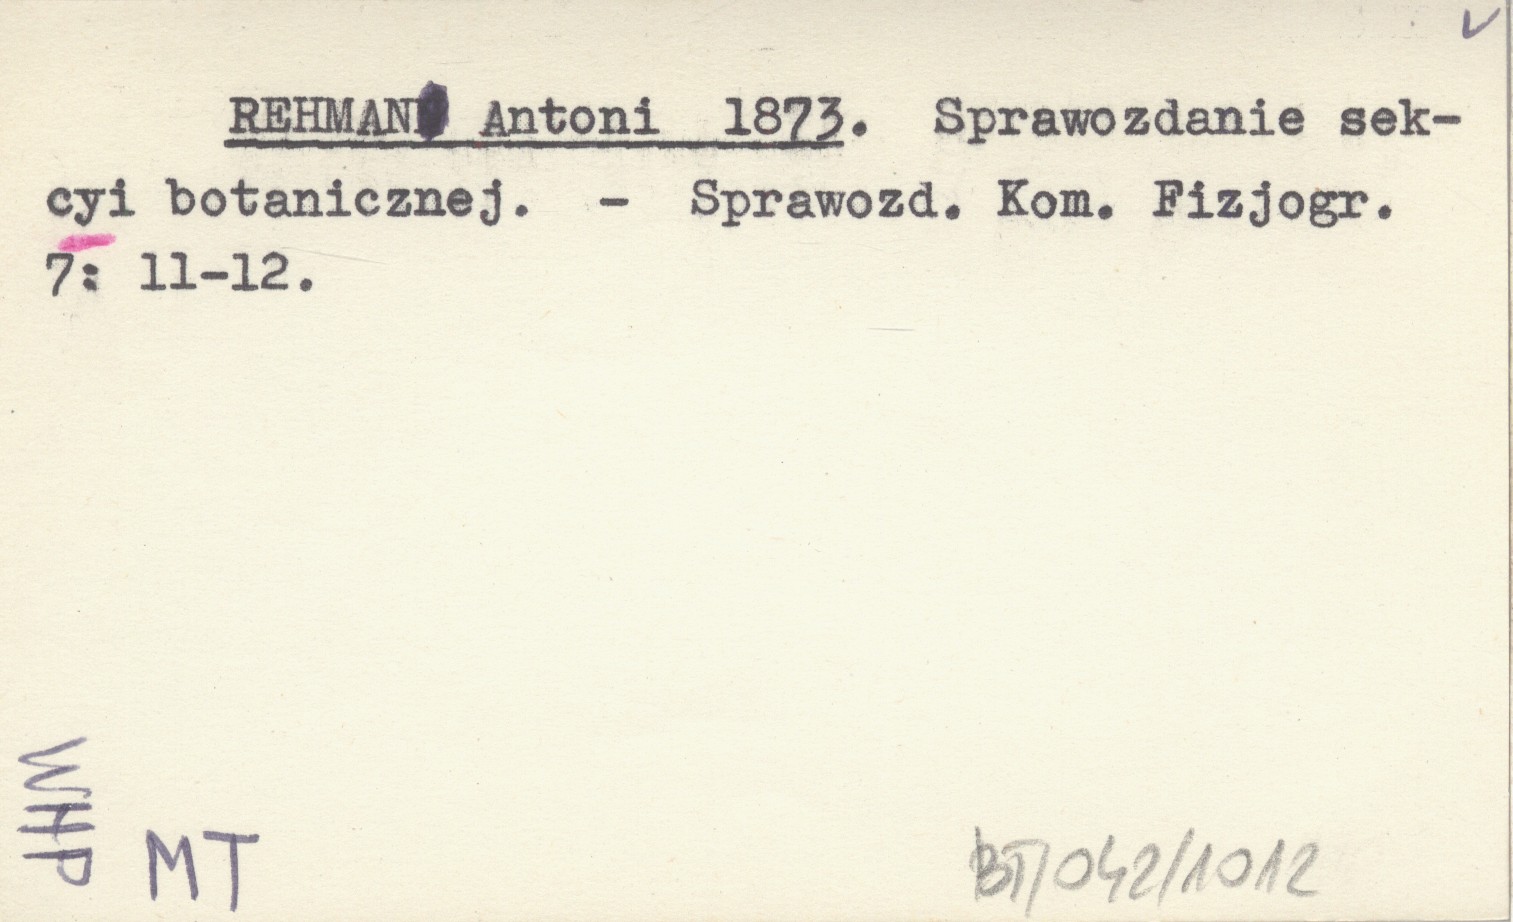 REHMAN Antoni 1873. Sprawozdanie sek-
cyi botanicznej. - Sprawozd. Kom. Fizjogr.
7: 11-12.
WHP
MT
BT/042/1012